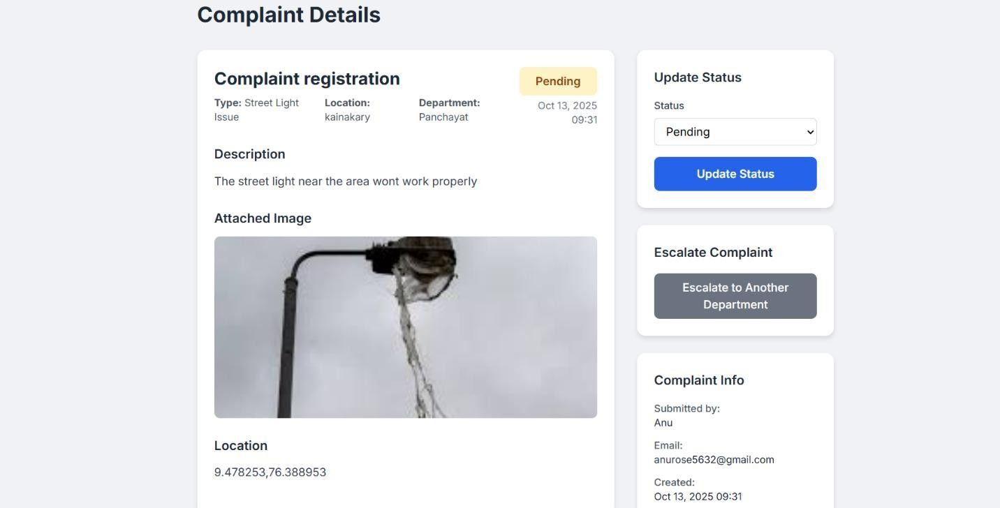 Complaint Details
Complaint registration
Pending
Type: Street Light
Issue
Location:
kainakary
Department:
Panchayat
Oct 13, 2025
09:31
Description
The street light near the area wont work properly
Attached Image
Location
9.478253,76.388953
Update Status
Status
Pending
Update Status
Escalate Complaint
Escalate to Another
Department
Complaint Info
Submitted by:
Anu
Email:
anurose5632@gmail.com
Created:
Oct 13, 2025 09:31